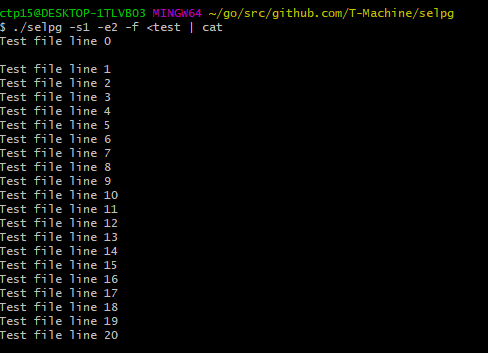 ctp15@DESKTOP-1TLVBO3 MINGW64 ~/go/src/github.com/T-Machine/selpg
$ ./selpg -s1 -e2 -f <test | cat
Test file line 0
Test file line 1
Test file line 2
Test file line 3
Test file line 4
Test file line 5
Test file line 6
Test file line 7
Test file line 8
Test file line 9
Test file line 10
Test file line 11
Test file line 12
Test file line 13
Test file line 14
Test file line 15
Test file line 16
Test file line 17
Test file line 18
Test file line 19
Test file line 20